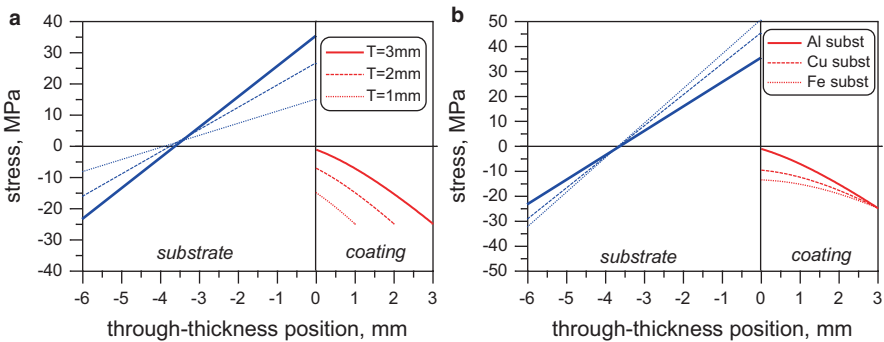 a
40
30
20
10
0
-10
-20
-30
-40
stress, MPa
T=3mm
T=2mm
T=1mm
substrate
coating
-6 -5 -4 -3 -2 -1 0 1 2 3
through-thickness position, mm
b
50
40
30
20
10
0
-10
-20
-30
-40
50
stress, MPa
Al subst
Cu subst
Fe subst
substrate
coating
-6 -5 -4 -3 -2 -1 0 1 2 3
through-thickness position, mm